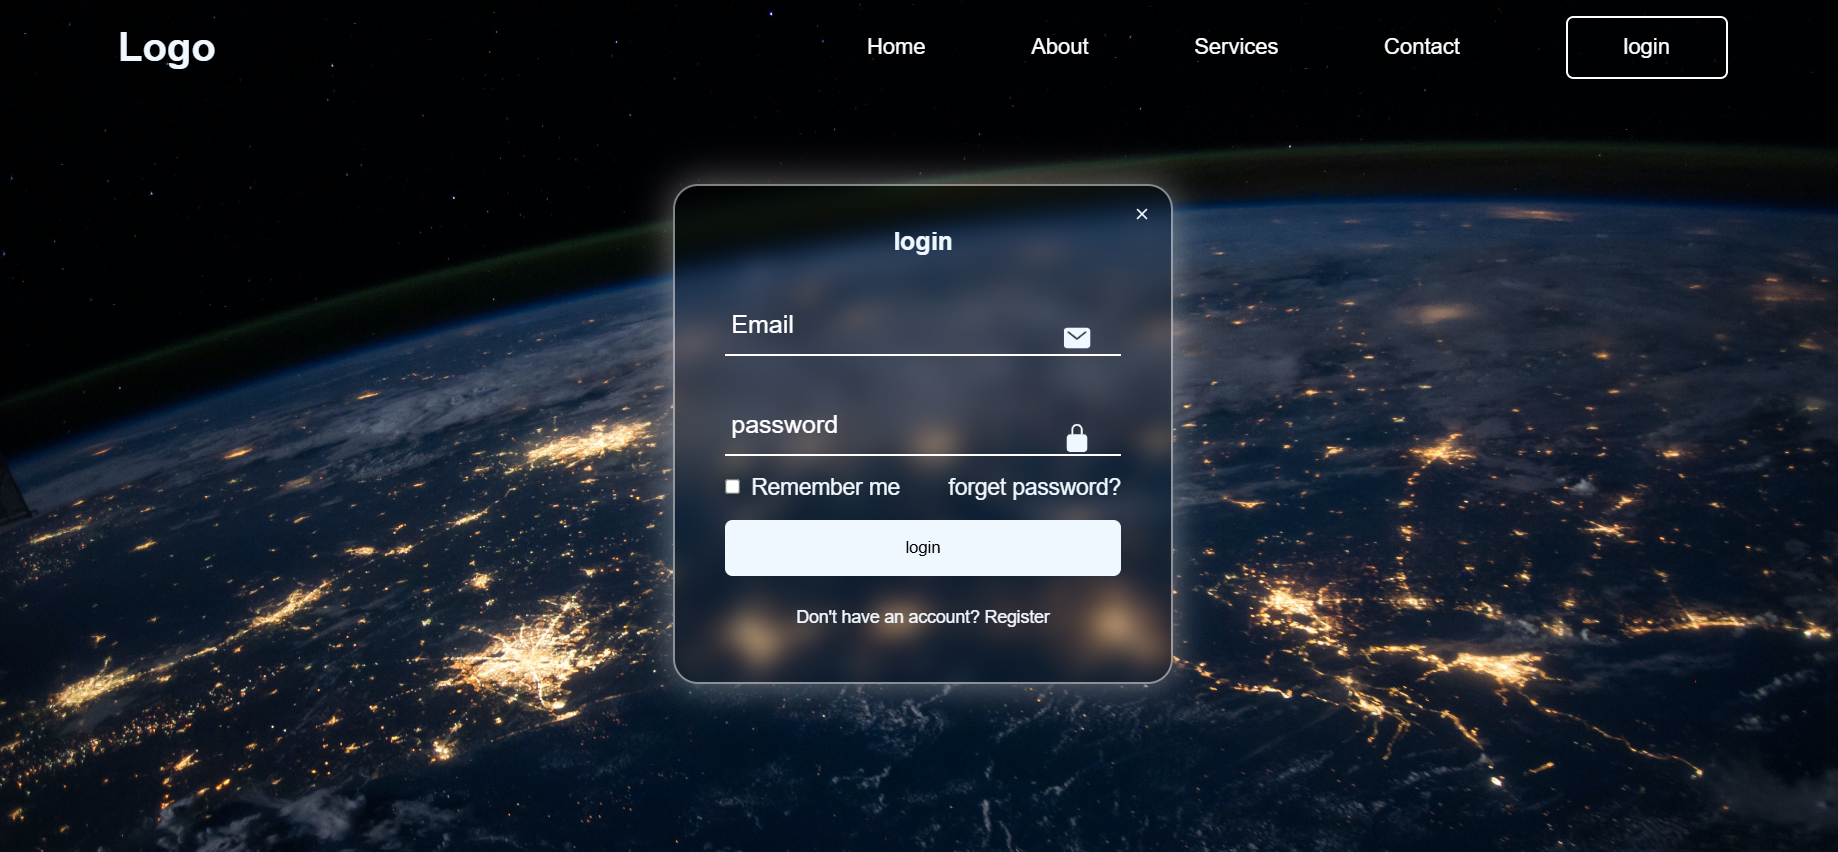 Logo
Home
About
Services
Contact
login
login
Email
password
Remember me
forget password?
login
Don't have an account? Register